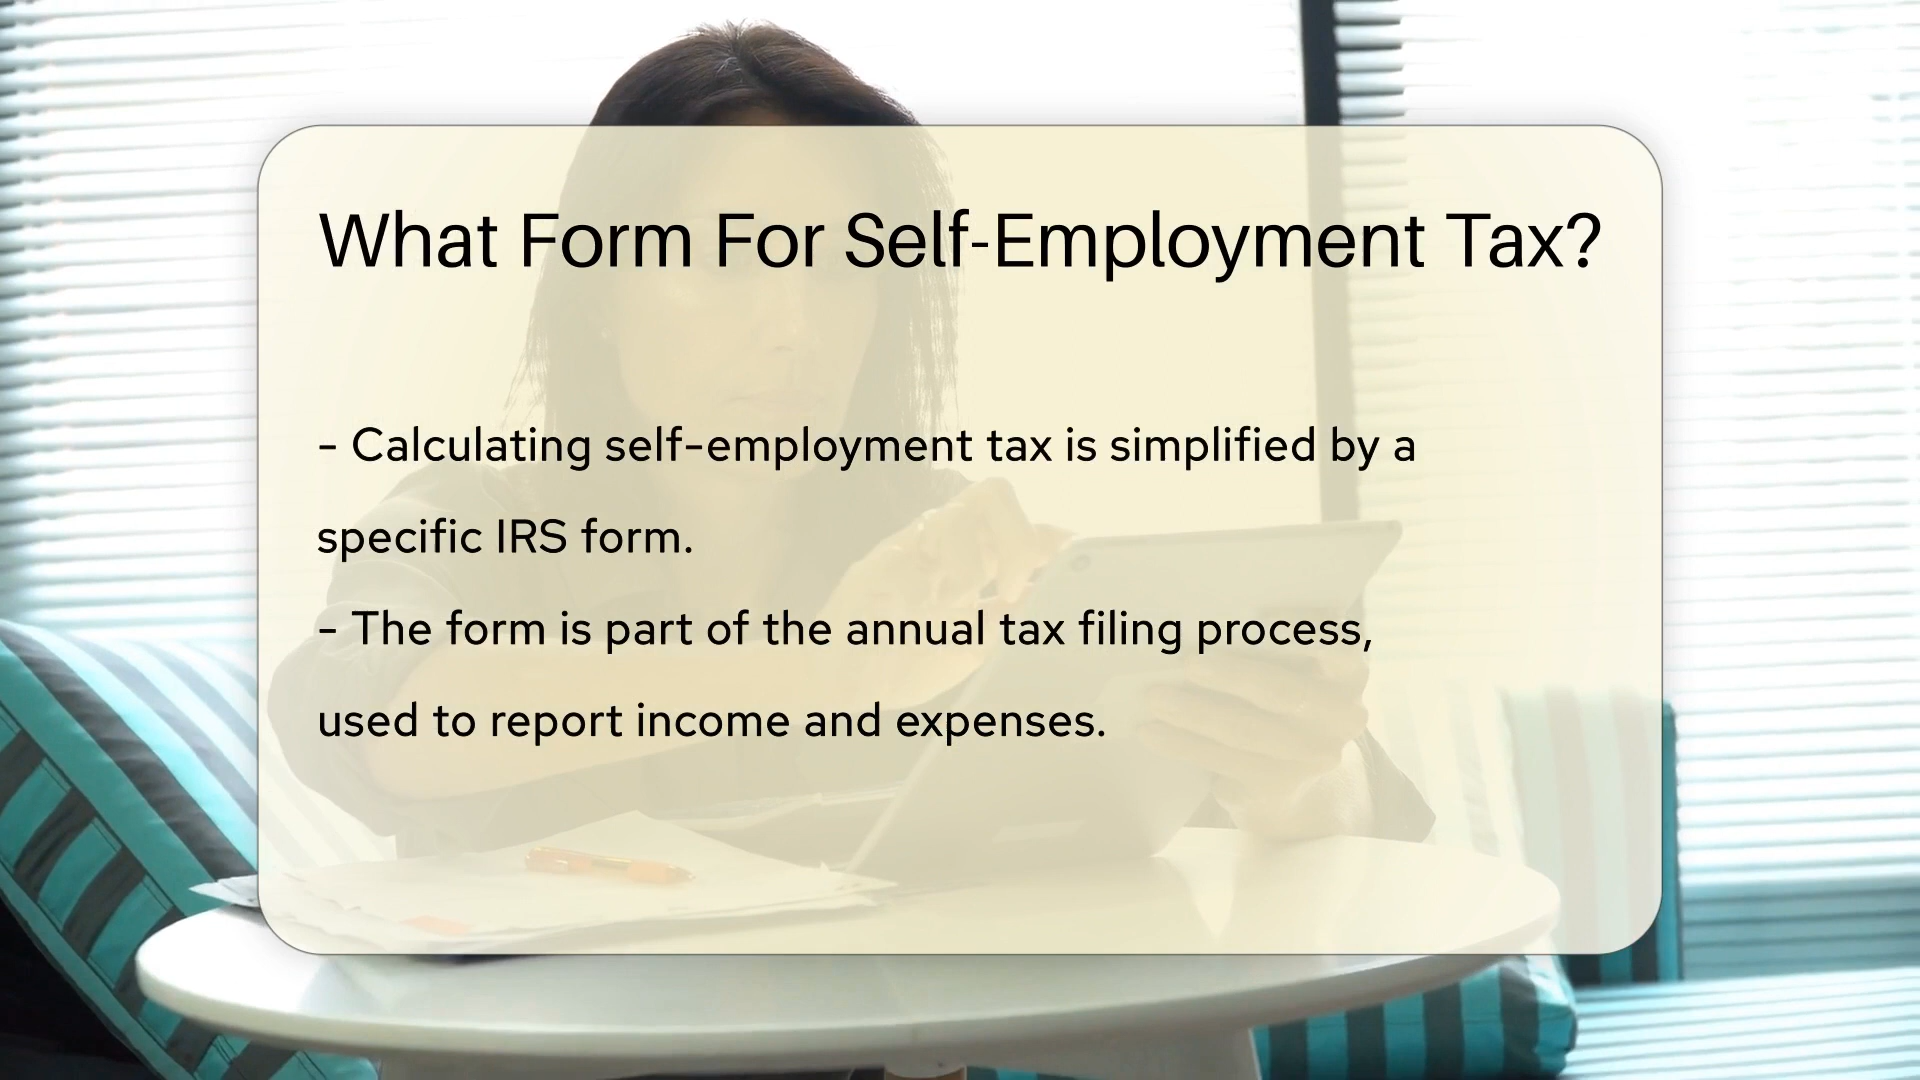 What Form For Self-Employment Tax?
- Calculating self-employment tax is simplified by a
specific IRS form.
- The form is part of the annual tax filing process,
used to report income and expenses.